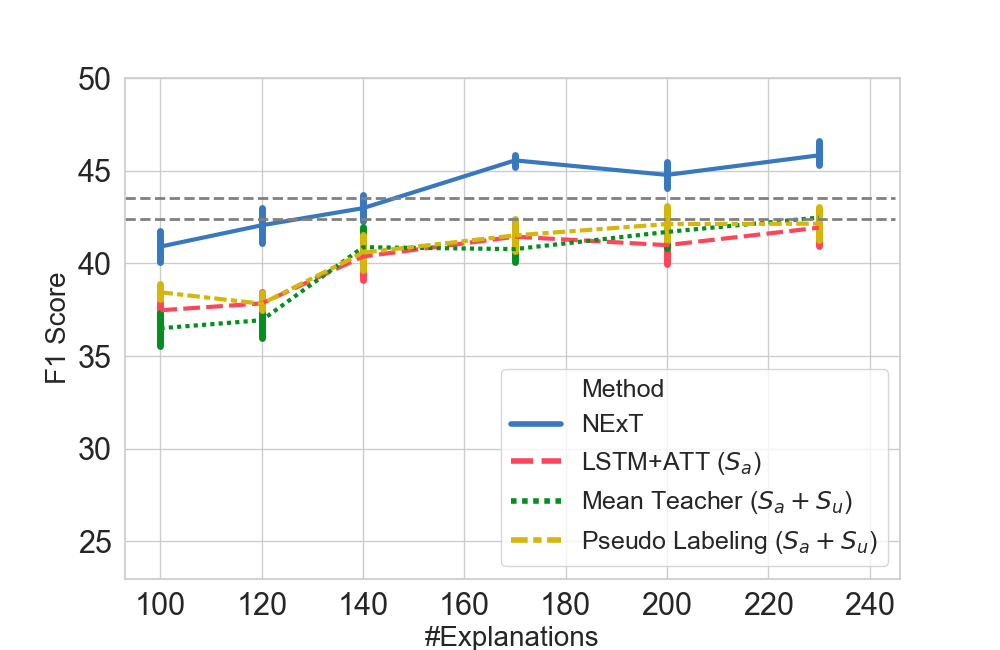 50
45
40
35
30
25
F1 Score
Method
NExT
LSTM+ATT (Sₐ)
Mean Teacher (Sₐ + Sᵤ)
Pseudo Labeling (Sₐ + Sᵤ)
100 120 140 160 180 200 220 240
#Explanations